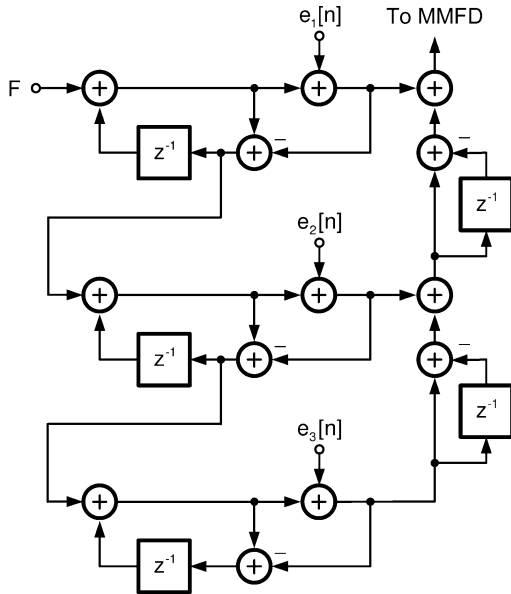 To MMFD
e₁[n]
F
z⁻¹
z⁻¹
e₂[n]
z⁻¹
z⁻¹
e₃[n]
z⁻¹